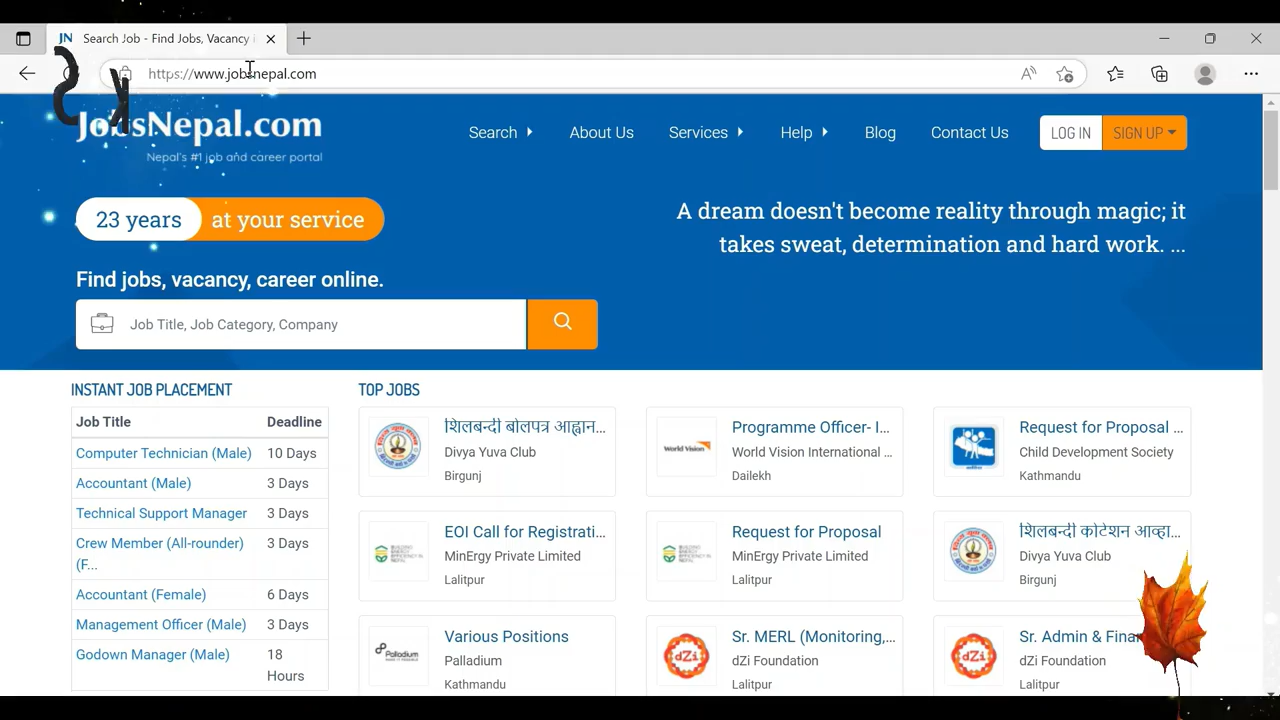 JN Search Job - Find Jobs, Vacancy i
https://www.jobsnepal.com
JobsNepal.com
Nepal's #1 job and career portal
Search
About Us
Services
Help
Blog
Contact Us
LOG IN
SIGN UP
23 years at your service
A dream doesn't become reality through magic; it
takes sweat, determination and hard work. ...
Find jobs, vacancy, career online.
Job Title, Job Category, Company
INSTANT JOB PLACEMENT
Job Title Deadline
Computer Technician (Male) 10 Days
Accountant (Male) 3 Days
Technical Support Manager 3 Days
Crew Member (All-rounder) 3 Days
(F...
Accountant (Female) 6 Days
Management Officer (Male) 3 Days
Godown Manager (Male) 18
Hours
TOP JOBS
शिलबन्दी बोलपत्र आह्वान...
Divya Yuva Club
Birgunj
World Vision
Programme Officer- I...
World Vision International ...
Dailekh
Request for Proposal ...
Child Development Society
Kathmandu
EOI Call for Registrati...
MinErgy Private Limited
Lalitpur
Request for Proposal
MinErgy Private Limited
Lalitpur
शिलबन्दी कोटेशन आव्हा...
Divya Yuva Club
Birgunj
Palladium
Various Positions
Palladium
Kathmandu
dZi
Sr. MERL (Monitoring,...
dZi Foundation
Lalitpur
dZi
Sr. Admin & Finan
dZi Foundation
Lalitpur